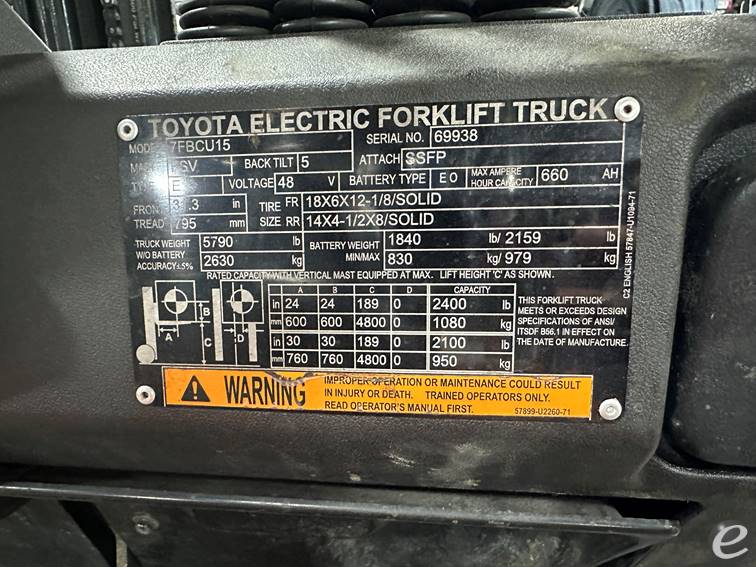 TOYOTA ELECTRIC FORKLIFT TRUCK
MODEL 7FBCU15 SERIAL NO. 69938
FSV BACK TILT 5 ATTACH SSFP
TYPE E VOLTAGE 48 V BATTERY TYPE E O MAX AMPERE HOUR CAPACITY 660 AH
FRONT in TIRE FR 18X6X12-1/8/SOLID
TREAD 795 mm SIZE RR 14X4-1/2X8/SOLID
TRUCK WEIGHT 5790 lb BATTERY WEIGHT 1840 lb/ 2159 lb
W/O BATTERY 2630 kg MIN/MAX 830 kg/ 979 kg
ACCURACY±5%
RATED CAPACITY WITH VERTICAL MAST EQUIPPED AT MAX. LIFT HEIGHT 'C' AS SHOWN.
A B C D CAPACITY
in 24 24 189 0 2400 lb
mm 600 600 4800 0 1080 kg
in 30 30 189 0 2100 lb
mm 760 760 4800 0 950 kg
A B C D
THIS FORKLIFT TRUCK
MEETS OR EXCEEDS DESIGN
SPECIFICATIONS OF ANSI/
ITSDF B56.1 IN EFFECT ON
THE DATE OF MANUFACTURE.
C2 ENGLISH 57847-U1094-71
WARNING
IMPROPER OPERATION OR MAINTENANCE COULD RESULT
IN INJURY OR DEATH. TRAINED OPERATORS ONLY.
READ OPERATOR'S MANUAL FIRST. 57899-U2260-71
e